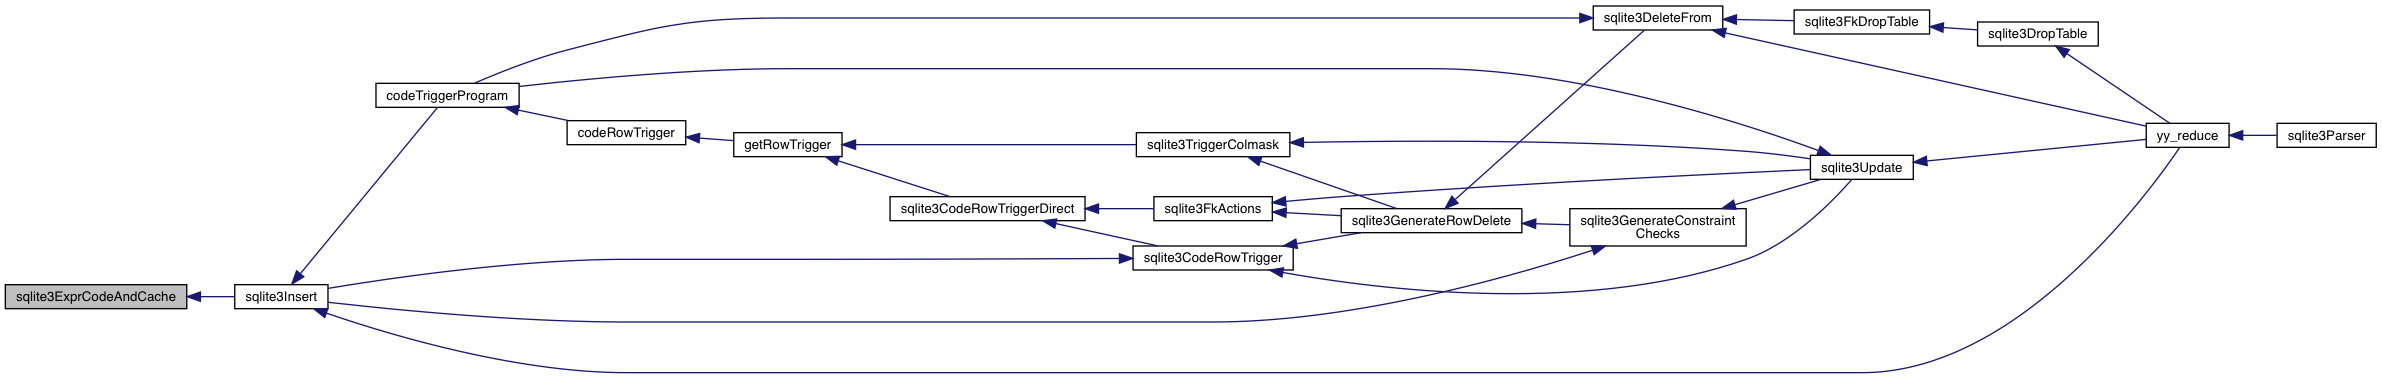 sqlite3DeleteFrom
sqlite3FkDropTable
sqlite3DropTable
codeTriggerProgram
codeRowTrigger
getRowTrigger
sqlite3TriggerColmask
yy_reduce
sqlite3Parser
sqlite3Update
sqlite3CodeRowTriggerDirect
sqlite3FkActions
sqlite3GenerateRowDelete
sqlite3GenerateConstraint
Checks
sqlite3CodeRowTrigger
sqlite3ExprCodeAndCache
sqlite3Insert